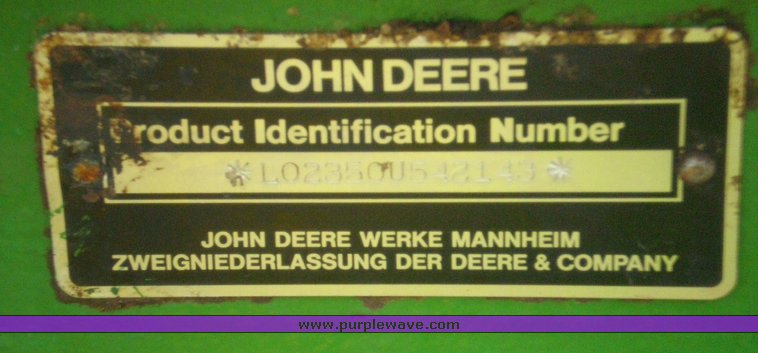 JOHN DEERE
Product Identification Number
*L02350U542143*
JOHN DEERE WERKE MANNHEIM
ZWEIGNIEDERLASSUNG DER DEERE & COMPANY
www.purplewave.com